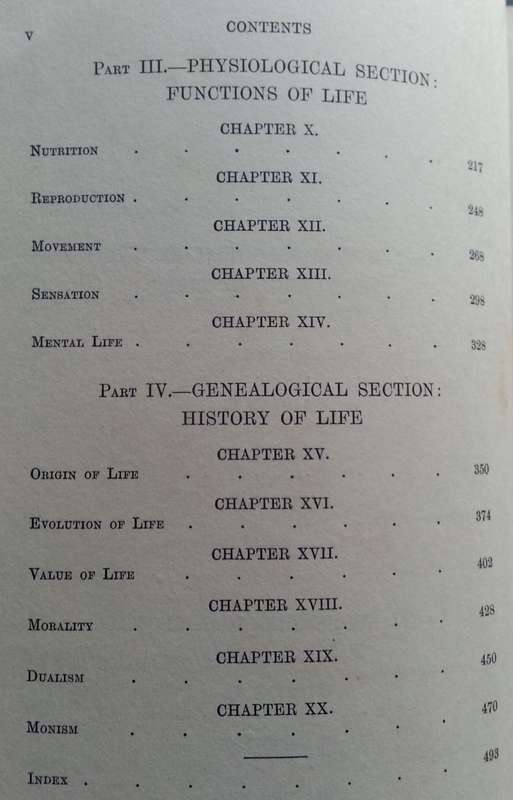 v CONTENTS
PART III.—PHYSIOLOGICAL SECTION:
FUNCTIONS OF LIFE
CHAPTER X.
NUTRITION . . . . . . . 217
CHAPTER XI.
REPRODUCTION . . . . . . . 248
CHAPTER XII.
MOVEMENT . . . . . . . 268
CHAPTER XIII.
SENSATION . . . . . . . 298
CHAPTER XIV.
MENTAL LIFE . . . . . . . 328
PART IV.—GENEALOGICAL SECTION:
HISTORY OF LIFE
CHAPTER XV.
ORIGIN OF LIFE . . . . . . 350
CHAPTER XVI.
EVOLUTION OF LIFE . . . . . . 374
CHAPTER XVII.
VALUE OF LIFE . . . . . . 402
CHAPTER XVIII.
MORALITY . . . . . . . 428
CHAPTER XIX.
DUALISM . . . . . . . 450
CHAPTER XX.
MONISM . . . . . . . 470
INDEX . . . . . . . . 493